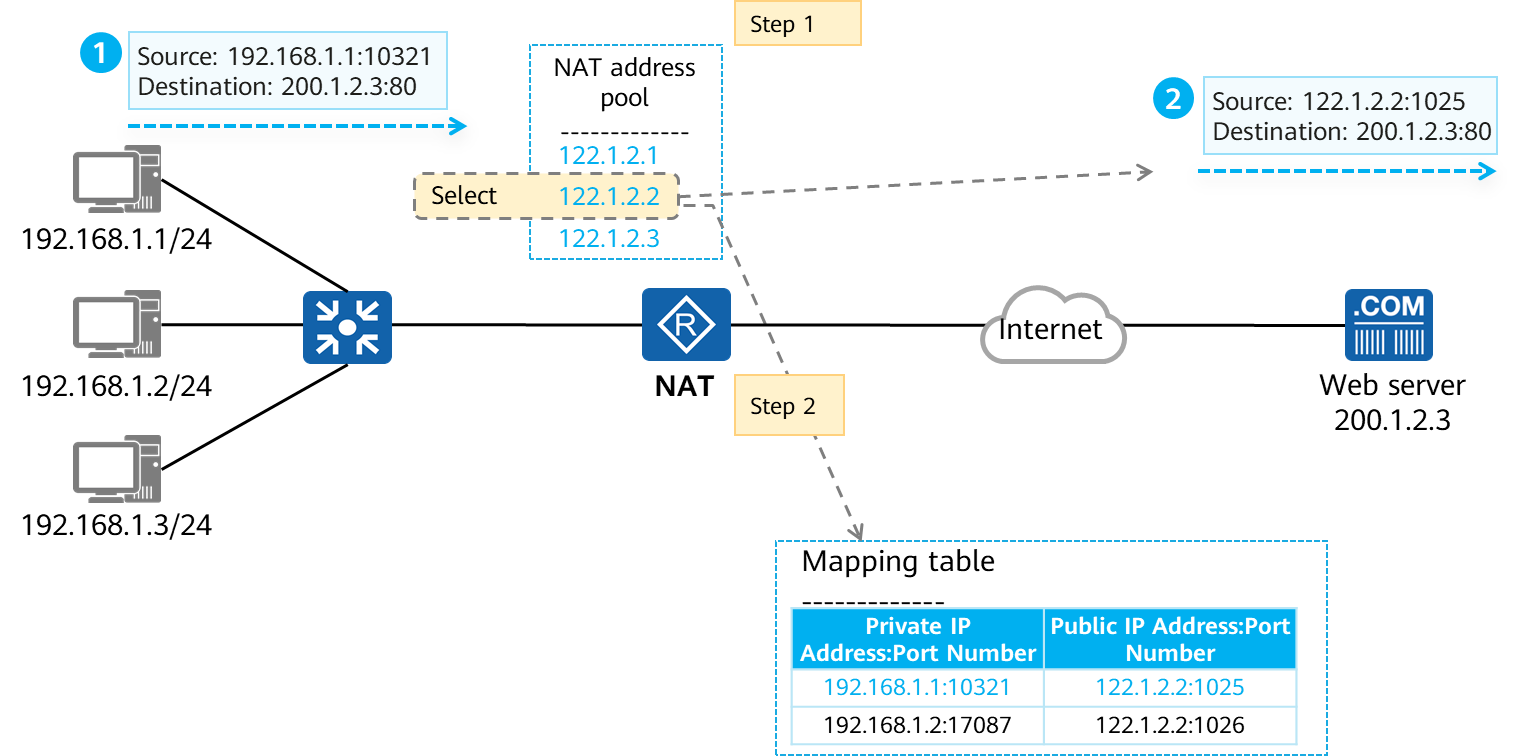 Step 1
1
Source: 192.168.1.1:10321
Destination: 200.1.2.3:80
NAT address
pool
-------------
122.1.2.1
Select 122.1.2.2
122.1.2.3
2
Source: 122.1.2.2:1025
Destination: 200.1.2.3:80
192.168.1.1/24
192.168.1.2/24
192.168.1.3/24
R
NAT
Internet
.COM
Web server
200.1.2.3
Step 2
Mapping table
-------------
Private IP
Address:Port Number
Public IP Address:Port
Number
192.168.1.1:10321 122.1.2.2:1025
192.168.1.2:17087 122.1.2.2:1026